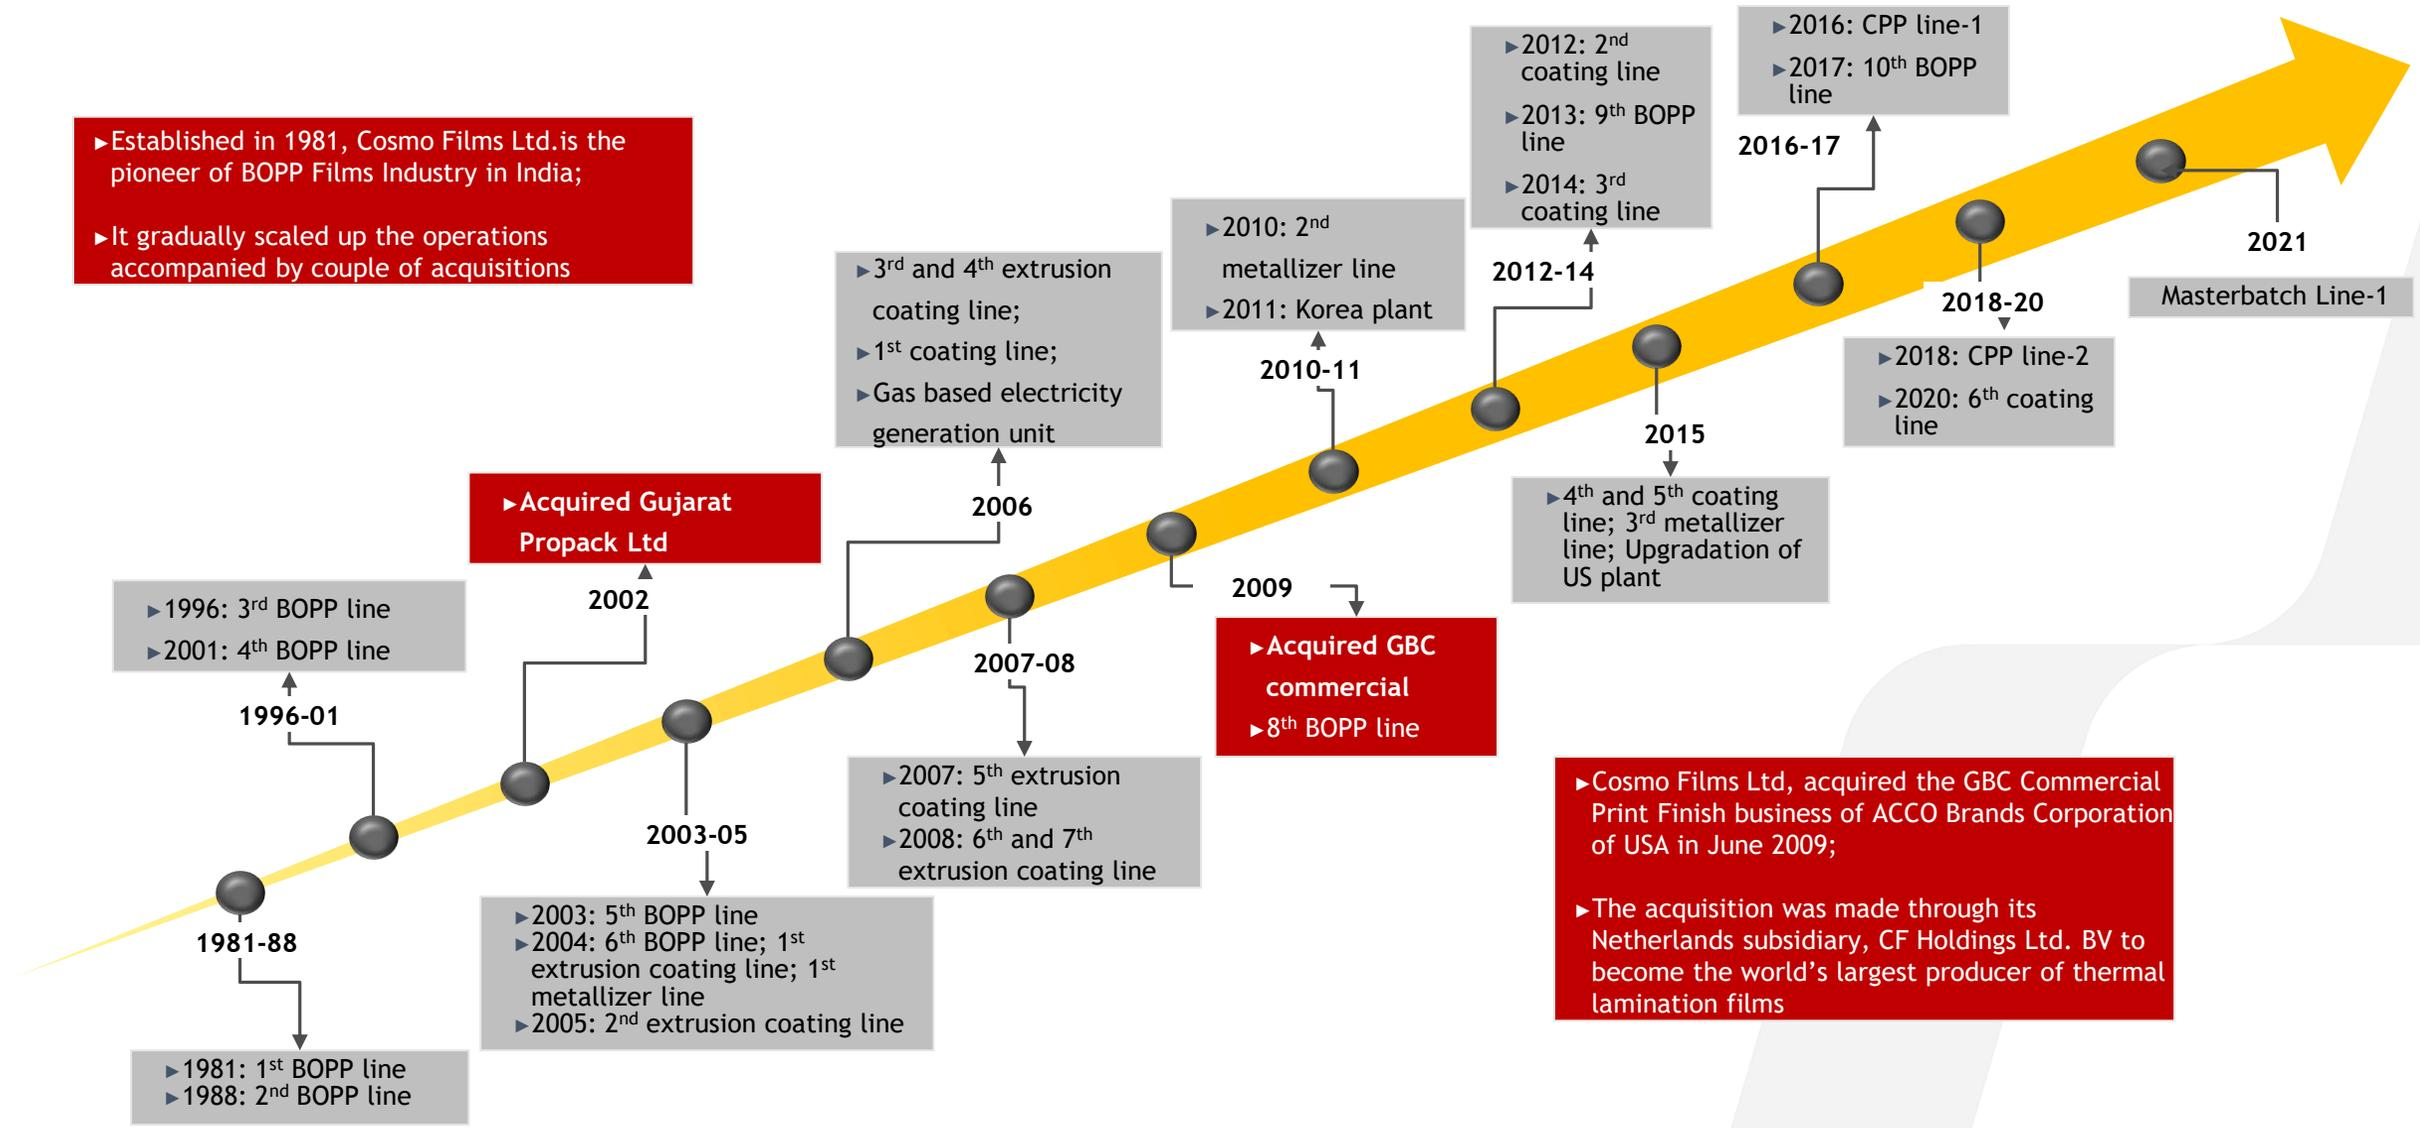 ►Established in 1981, Cosmo Films Ltd.is the
pioneer of BOPP Films Industry in India;
►It gradually scaled up the operations
accompanied by couple of acquisitions
►1996: 3rd BOPP line
►2001: 4th BOPP line
1996-01
►Acquired Gujarat
Propack Ltd
2002
►3rd and 4th extrusion
coating line;
►1st coating line;
►Gas based electricity
generation unit
2006
►2010: 2nd
metallizer line
►2011: Korea plant
2010-11
►2012: 2nd
coating line
►2013: 9th BOPP
line
►2014: 3rd
coating line
2012-14
►2016: CPP line-1
►2017: 10th BOPP
line
2016-17
1981-88
►1981: 1st BOPP line
►1988: 2nd BOPP line
2003-05
►2003: 5th BOPP line
►2004: 6th BOPP line; 1st
extrusion coating line; 1st
metallizer line
►2005: 2nd extrusion coating line
2007-08
►2007: 5th extrusion
coating line
►2008: 6th and 7th
extrusion coating line
2009
►Acquired GBC
commercial
►8th BOPP line
2015
►4th and 5th coating
line; 3rd metallizer
line; Upgradation of
US plant
2018-20
►2018: CPP line-2
►2020: 6th coating
line
2021
Masterbatch Line-1
►Cosmo Films Ltd, acquired the GBC Commercial
Print Finish business of ACCO Brands Corporation
of USA in June 2009;
►The acquisition was made through its
Netherlands subsidiary, CF Holdings Ltd. BV to
become the world’s largest producer of thermal
lamination films